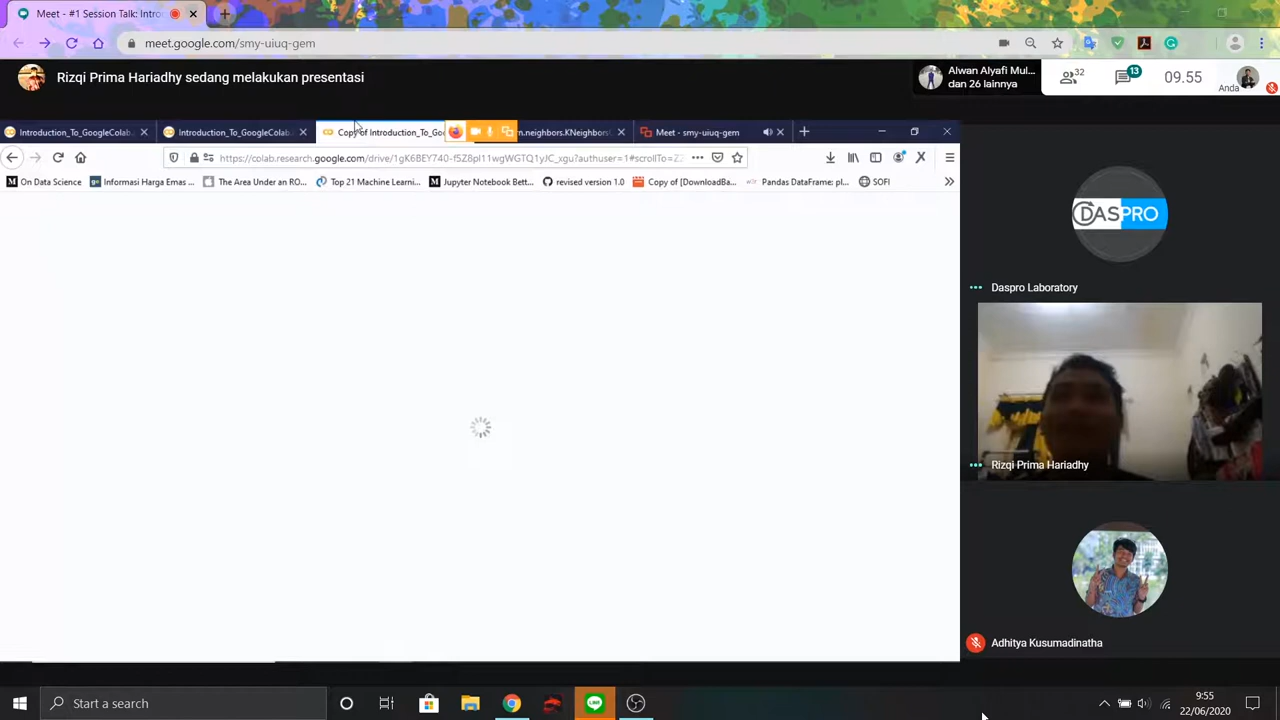 Meet - #1 Session Talk: Intro
meet.google.com/smy-uiuq-gem
Rizqi Prima Hariadhy sedang melakukan presentasi
Alwan Alyafi Mul...
dan 26 lainnya
32
13
09.55
Anda
Introduction_To_GoogleColab
Introduction_To_GoogleColab
Copy of Introduction_To_Goo
n.neighbors.KNeighbors
Meet - smy-uiuq-gem
https://colab.research.google.com/drive/1gK6BEY740-f5Z8pI11wgWGTQ1yJC_xgu?authuser=1#scrollTo=Z
On Data Science
Informasi Harga Emas ...
The Area Under an RO...
Top 21 Machine Learni...
Jupyter Notebook Bett...
revised version 1.0
Copy of [DownloadBa...
Pandas DataFrame: pl...
SOFI
DASPRO
Daspro Laboratory
Rizqi Prima Hariadhy
Adhitya Kusumadinatha
Start a search
LINE
9:55
22/06/2020